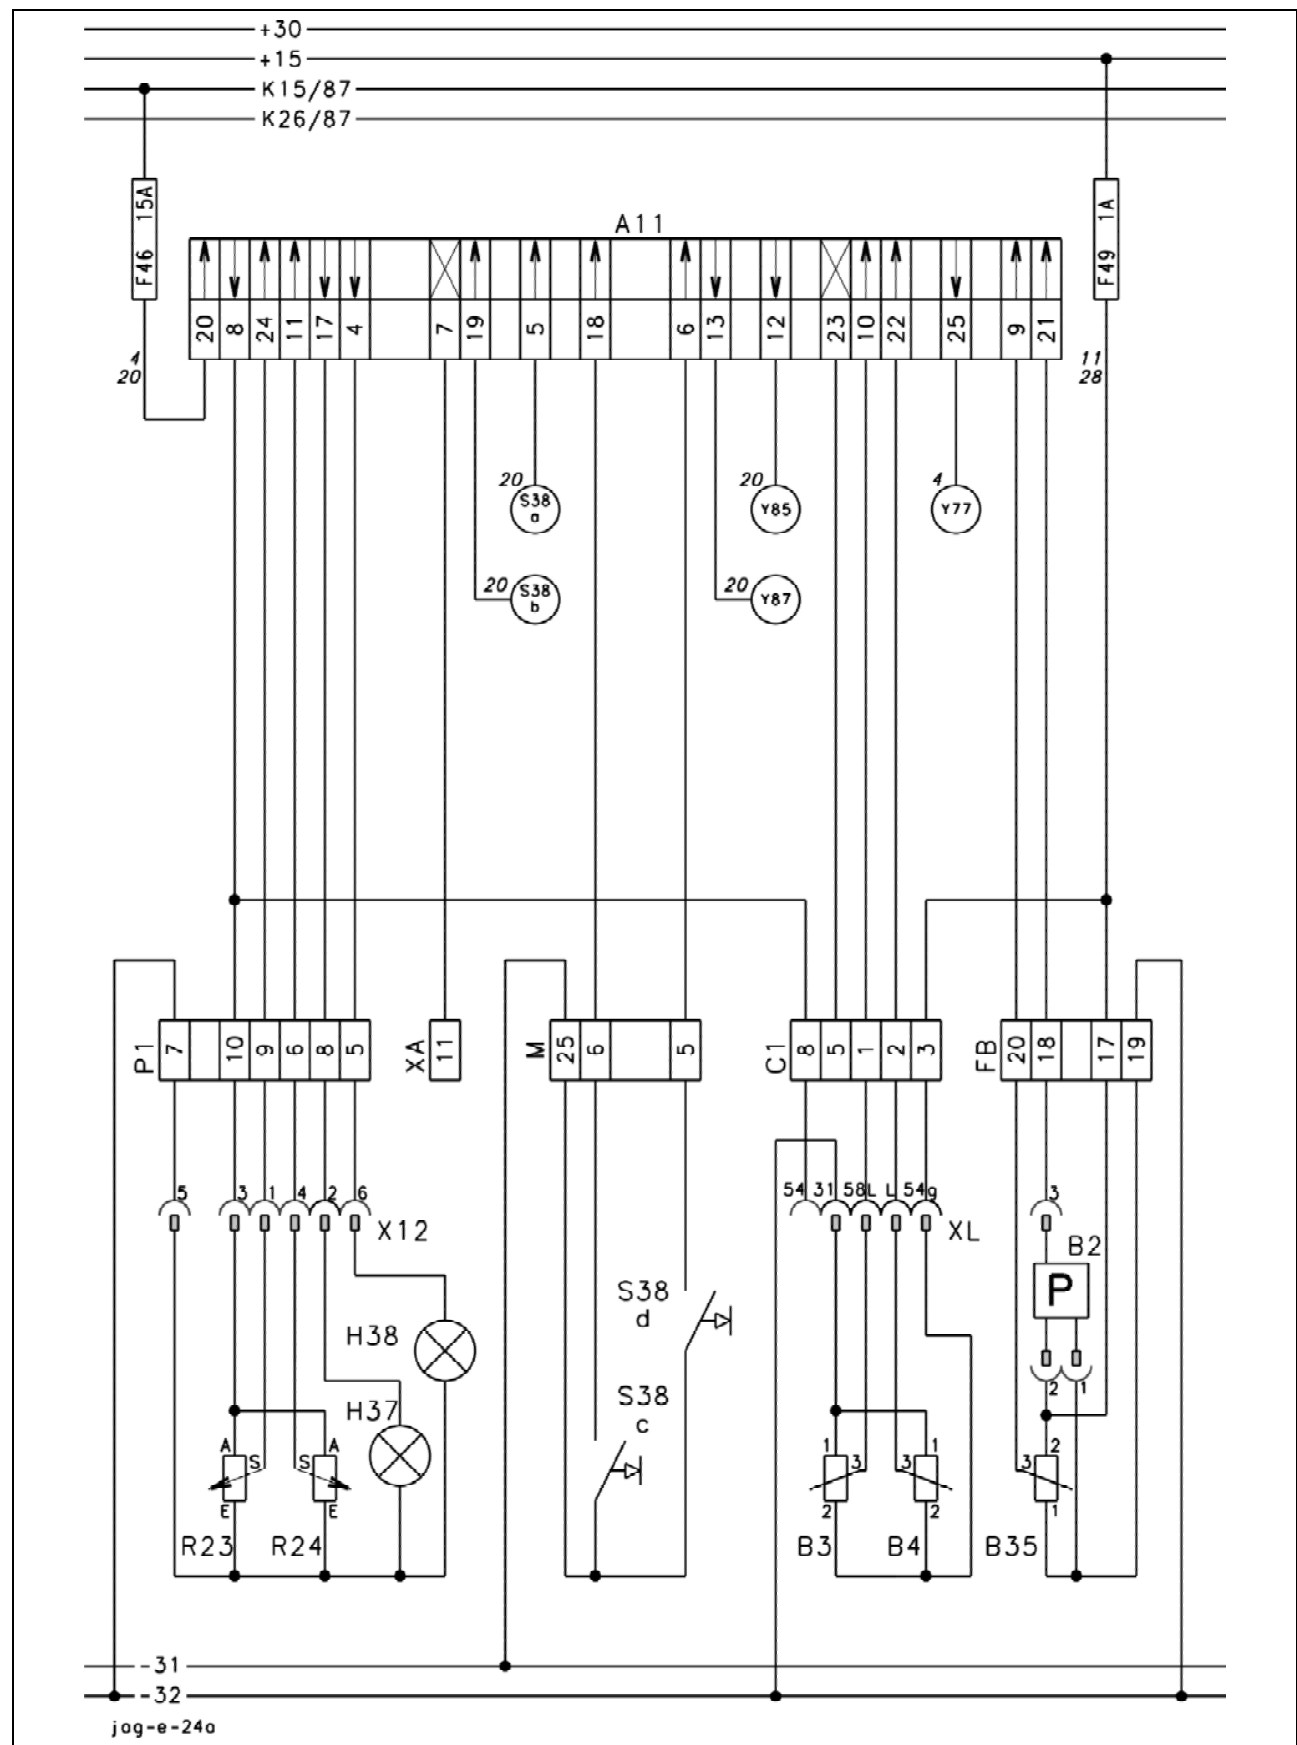 +30
+15
K15/87
K26/87
F46 15A
F49 1A
A11
20 8 24 11 17 4 7 19 5 18 6 13 12 23 10 22 25 9 21
4
20
11
28
20 S38 a
20 Y85
4 Y77
20 S38 b
20 Y87
P1 7 10 9 6 8 5
XA 11
M 25 6 5
C1 8 5 1 2 3
FB 20 18 17 19
5 3 1 4 2 6
54 31 58L L 54g
3
X12
XL
B2
P
S38
d
H38
2 1
S38
c
H37
A S S A
1 3 3 1
3 2
E E
2 2
1
R23 R24
B3 B4 B35
-31
-32
jag-e-24a